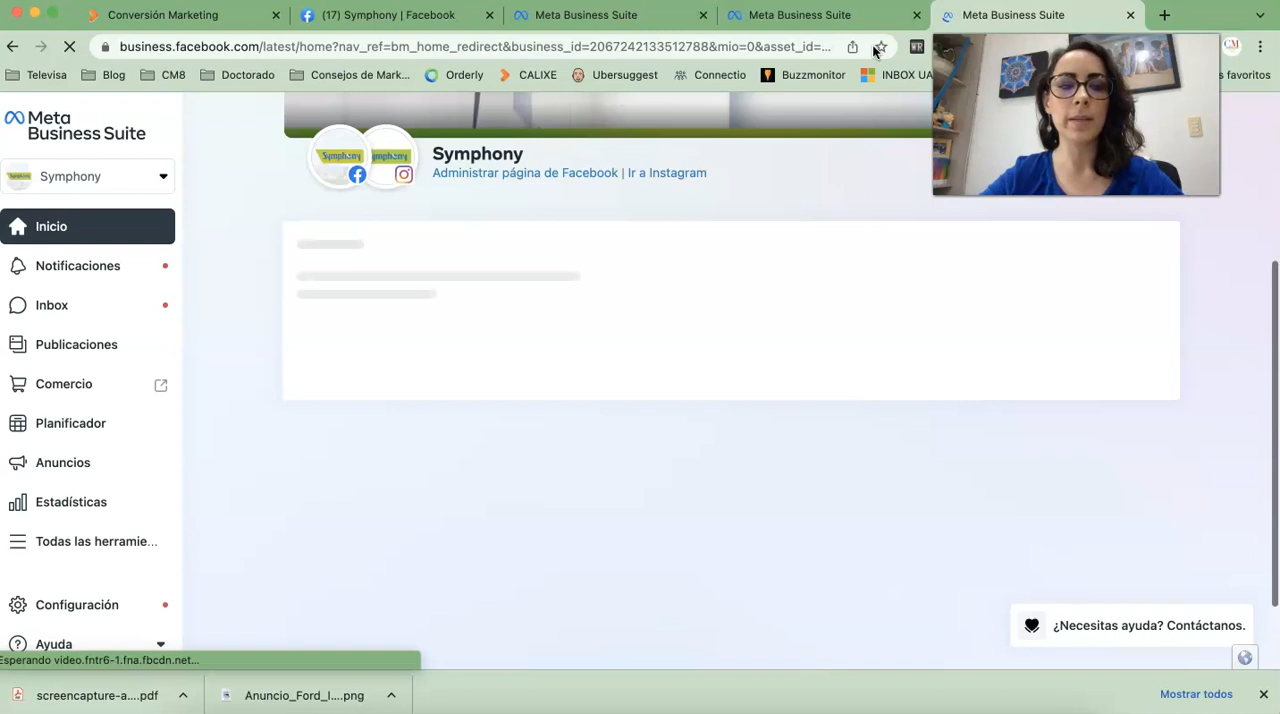 Conversión Marketing
(17) Symphony | Facebook
Meta Business Suite
Meta Business Suite
Meta Business Suite
business.facebook.com/latest/home?nav_ref=bm_home_redirect&business_id=2067242133512788&mio=0&asset_id=...
Televisa
Blog
CM8
Doctorado
Consejos de Mark...
Orderly
CALIXE
Ubersuggest
Connectio
Buzzmonitor
INBOX UA
s favoritos
Meta
Business Suite
Symphony
Inicio
Notificaciones
Inbox
Publicaciones
Comercio
Planificador
Anuncios
Estadísticas
Todas las herramie...
Configuración
Ayuda
Symphony
Symphony
Administrar página de Facebook | Ir a Instagram
¿Necesitas ayuda? Contáctanos.
Esperando video.fntr6-1.fna.fbcdn.net...
screencapture-a....pdf
Anuncio_Ford_I....png
Mostrar todos